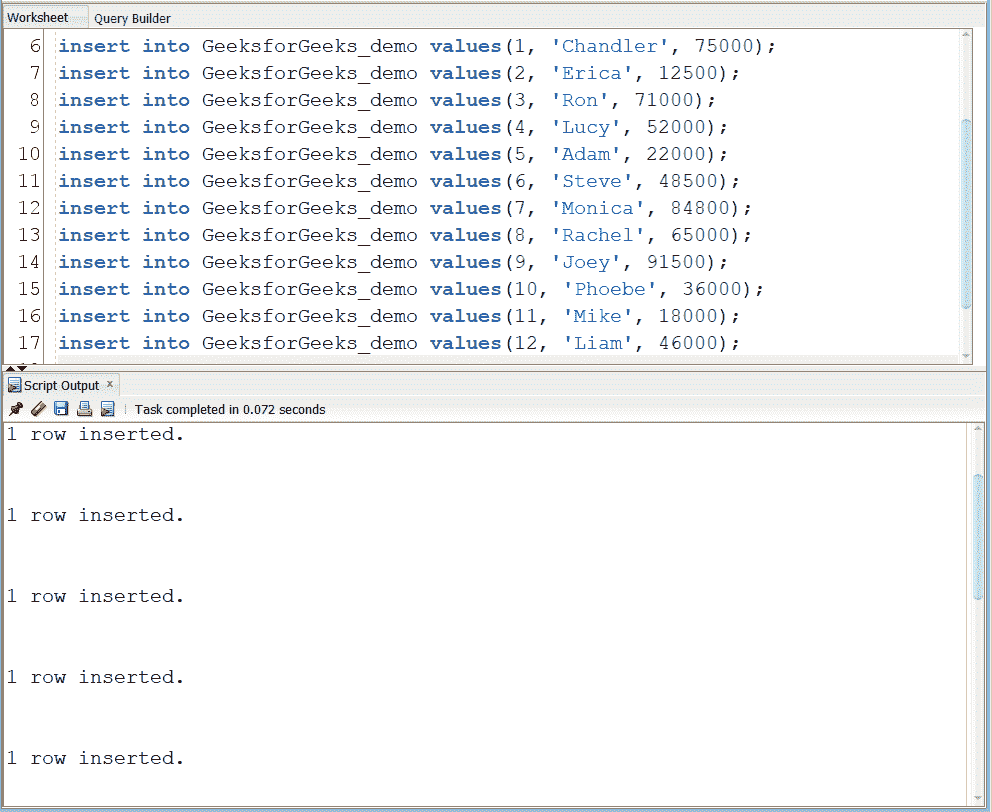 Worksheet Query Builder
6 insert into GeeksforGeeks_demo values(1, 'Chandler', 75000);
7 insert into GeeksforGeeks_demo values(2, 'Erica', 12500);
8 insert into GeeksforGeeks_demo values(3, 'Ron', 71000);
9 insert into GeeksforGeeks_demo values(4, 'Lucy', 52000);
10 insert into GeeksforGeeks_demo values(5, 'Adam', 22000);
11 insert into GeeksforGeeks_demo values(6, 'Steve', 48500);
12 insert into GeeksforGeeks_demo values(7, 'Monica', 84800);
13 insert into GeeksforGeeks_demo values(8, 'Rachel', 65000);
14 insert into GeeksforGeeks_demo values(9, 'Joey', 91500);
15 insert into GeeksforGeeks_demo values(10, 'Phoebe', 36000);
16 insert into GeeksforGeeks_demo values(11, 'Mike', 18000);
17 insert into GeeksforGeeks_demo values(12, 'Liam', 46000);
Script Output x
Task completed in 0.072 seconds
1 row inserted.
1 row inserted.
1 row inserted.
1 row inserted.
1 row inserted.